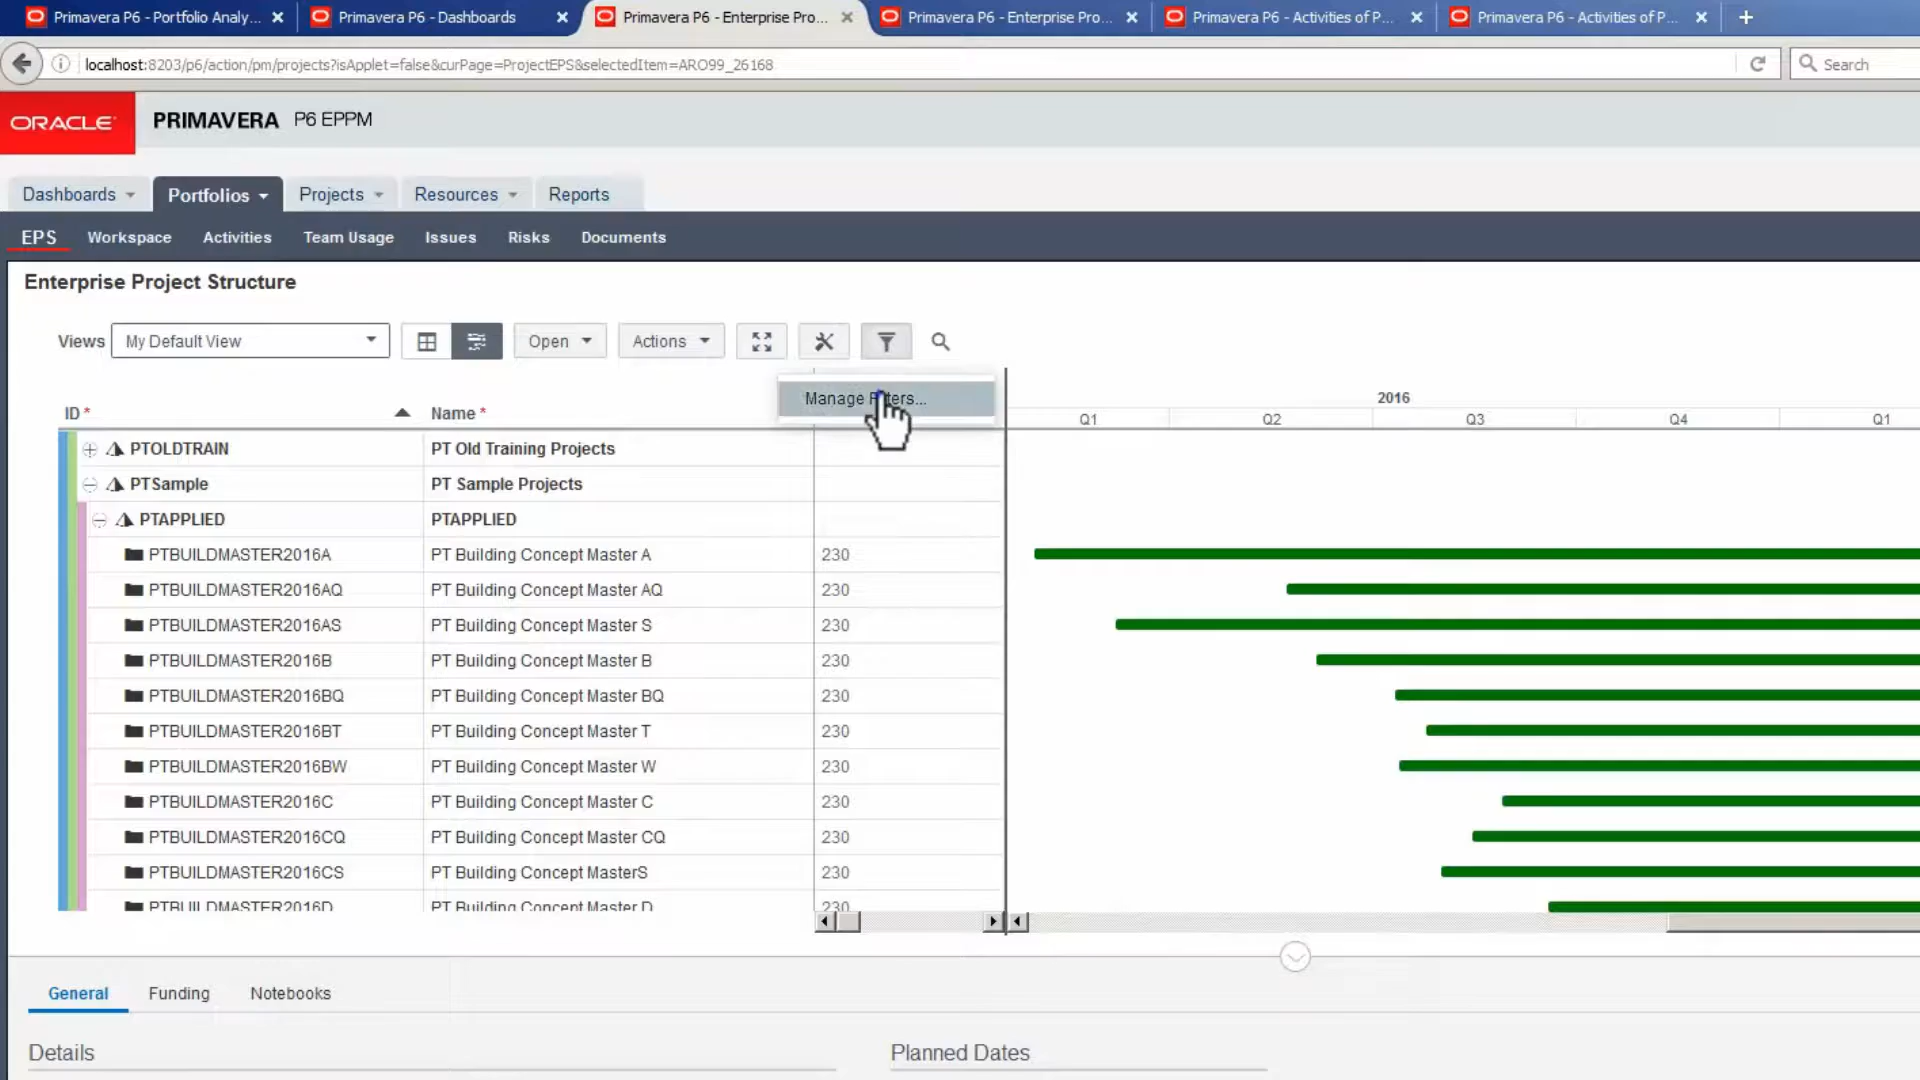 Primavera P6 - Portfolio Analy...
Primavera P6 - Dashboards
Primavera P6 - Enterprise Pro...
Primavera P6 - Enterprise Pro...
Primavera P6 - Activities of P...
Primavera P6 - Activities of P...
localhost:8203/p6/action/pm/projects?isApplet=false&curPage=ProjectEPS&selectedItem=ARO99_26168
Search
ORACLE PRIMAVERA P6 EPPM
Dashboards Portfolios Projects Resources Reports
EPS Workspace Activities Team Usage Issues Risks Documents
Enterprise Project Structure
Views My Default View Open Actions
Manage Filters...
2016
ID * Name * Q1 Q2 Q3 Q4 Q1
PTOLDTRAIN PT Old Training Projects
PTSample PT Sample Projects
PTAPPLIED PTAPPLIED
PTBUILDMASTER2016A PT Building Concept Master A 230
PTBUILDMASTER2016AQ PT Building Concept Master AQ 230
PTBUILDMASTER2016AS PT Building Concept Master S 230
PTBUILDMASTER2016B PT Building Concept Master B 230
PTBUILDMASTER2016BQ PT Building Concept Master BQ 230
PTBUILDMASTER2016BT PT Building Concept Master T 230
PTBUILDMASTER2016BW PT Building Concept Master W 230
PTBUILDMASTER2016C PT Building Concept Master C 230
PTBUILDMASTER2016CQ PT Building Concept Master CQ 230
PTBUILDMASTER2016CS PT Building Concept MasterS 230
PTBUILDMASTER2016D PT Building Concept Master D 230
General Funding Notebooks
Details Planned Dates